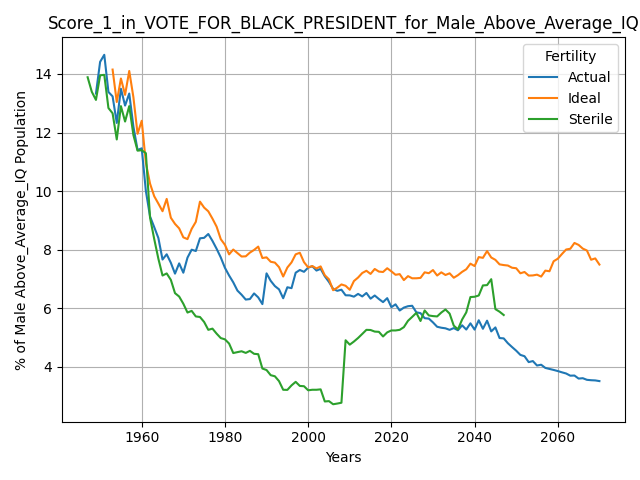 Score_1_in_VOTE_FOR_BLACK_PRESIDENT_for_Male_Above_Average_IQ
Fertility
Actual
Ideal
Sterile
% of Male Above_Average_IQ Population
14
12
10
8
6
4
1960 1980 2000 2020 2040 2060
Years